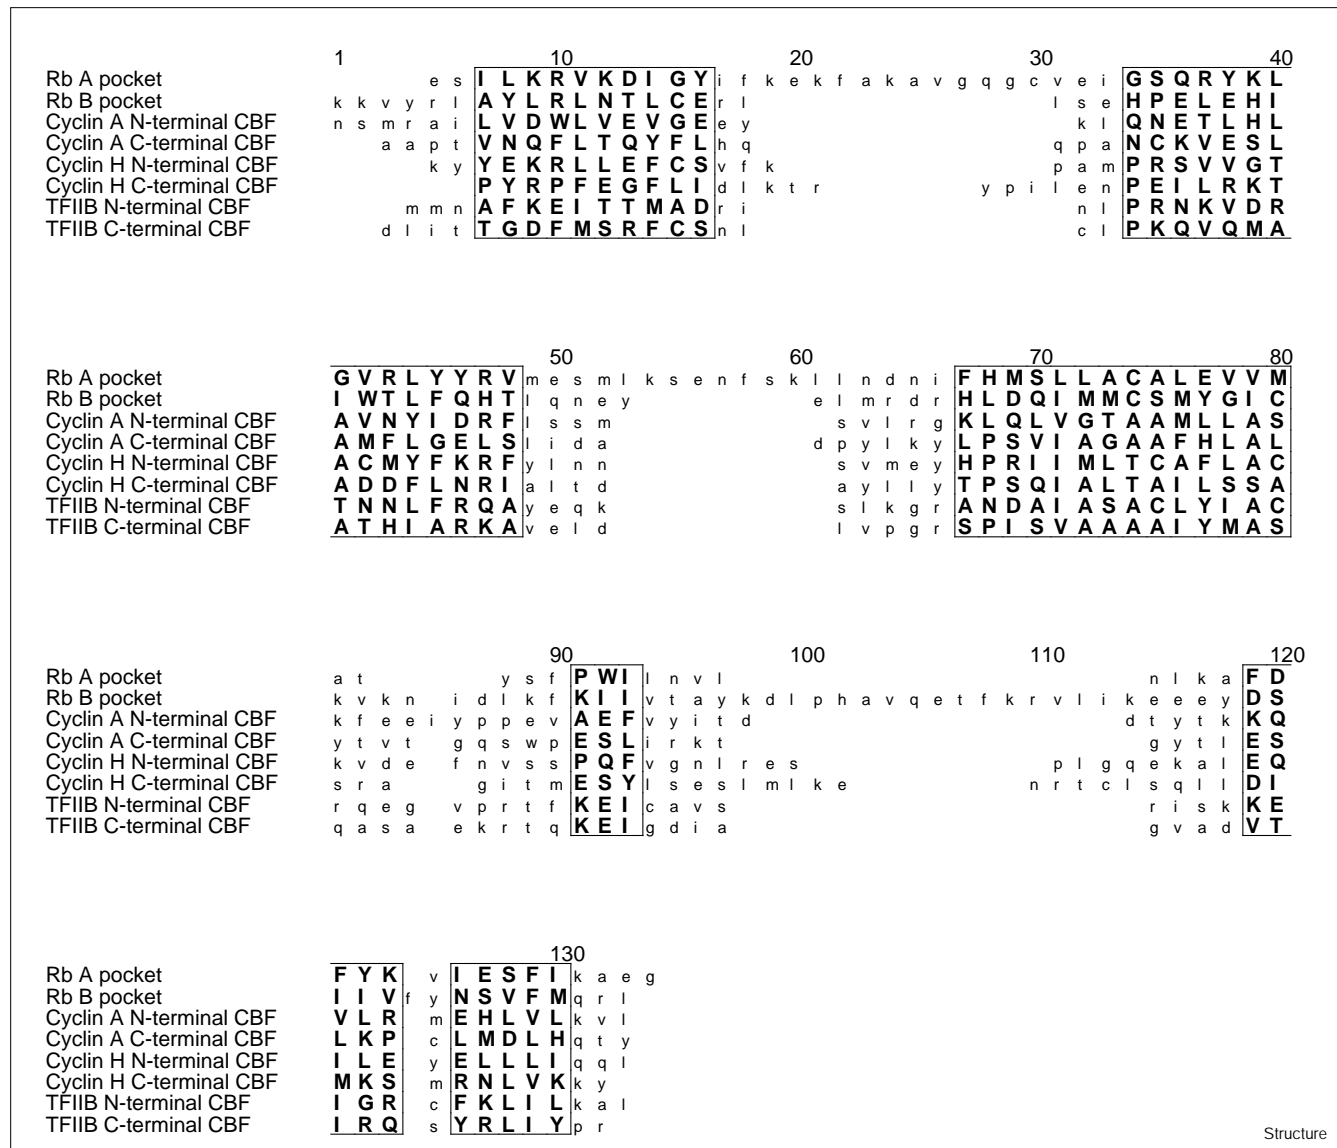 1 10 20 30 40
Rb A pocket e s I L K R V K D I G Y i f k e k f a k a v g q g c v e i G S Q R Y K L
Rb B pocket k k v y r l A Y L R L N T L C E r l l s e H P E L E H I
Cyclin A N-terminal CBF n s m r a i L V D W L V E V G E e y k l Q N E T L H L
Cyclin A C-terminal CBF a a p t V N Q F L T Q Y F L h q q p a N C K V E S L
Cyclin H N-terminal CBF k y Y E K R L L E F C S v f k p a m P R S V V G T
Cyclin H C-terminal CBF P Y R P F E G F L I d l k t r y p i l e n P E I L R K T
TFIIB N-terminal CBF m m n A F K E I T T M A D r i n l P R N K V D R
TFIIB C-terminal CBF d l i t T G D F M S R F C S n l c l P K Q V Q M A
50 60 70 80
Rb A pocket G V R L Y Y R V m e s m l k s e n f s k l l n d n i F H M S L L A C A L E V V M
Rb B pocket I W T L F Q H T l q n e y e l m r d r H L D Q I M M C S M Y G I C
Cyclin A N-terminal CBF A V N Y I D R F l s s m s v l r g K L Q L V G T A A M L L A S
Cyclin A C-terminal CBF A M F L G E L S l i d a d p y l k y L P S V I A G A A F H L A L
Cyclin H N-terminal CBF A C M Y F K R F y l n n s v m e y H P R I I M L T C A F L A C
Cyclin H C-terminal CBF A D D F L N R I a l t d a y l l y T P S Q I A L T A I L S S A
TFIIB N-terminal CBF T N N L F R Q A y e q k s l k g r A N D A I A S A C L Y I A C
TFIIB C-terminal CBF A T H I A R K A v e l d l v p g r S P I S V A A A A I Y M A S
90 100 110 120
Rb A pocket a t y s f P W I l n v l n l k a F D
Rb B pocket k v k n i d l k f K I I v t a y k d l p h a v q e t f k r v l i k e e e y D S
Cyclin A N-terminal CBF k f e e i y p p e v A E F v y i t d d t y t k K Q
Cyclin A C-terminal CBF y t v t g q s w p E S L i r k t g y t l E S
Cyclin H N-terminal CBF k v d e f n v s s P Q F v g n l r e s p l g q e k a l E Q
Cyclin H C-terminal CBF s r a g i t m E S Y l s e s l m l k e n r t c l s q l l D I
TFIIB N-terminal CBF r q e g v p r t f K E I c a v s r i s k K E
TFIIB C-terminal CBF q a s a e k r t q K E I g d i a g v a d V T
130
Rb A pocket F Y K v I E S F I k a e g
Rb B pocket I I V f y N S V F M q r l
Cyclin A N-terminal CBF V L R m E H L V L k v l
Cyclin A C-terminal CBF L K P c L M D L H q t y
Cyclin H N-terminal CBF I L E y E L L L I q q l
Cyclin H C-terminal CBF M K S m R N L V K k y
TFIIB N-terminal CBF I G R c F K L I L k a l
TFIIB C-terminal CBF I R Q s Y R L I Y p r
Structure